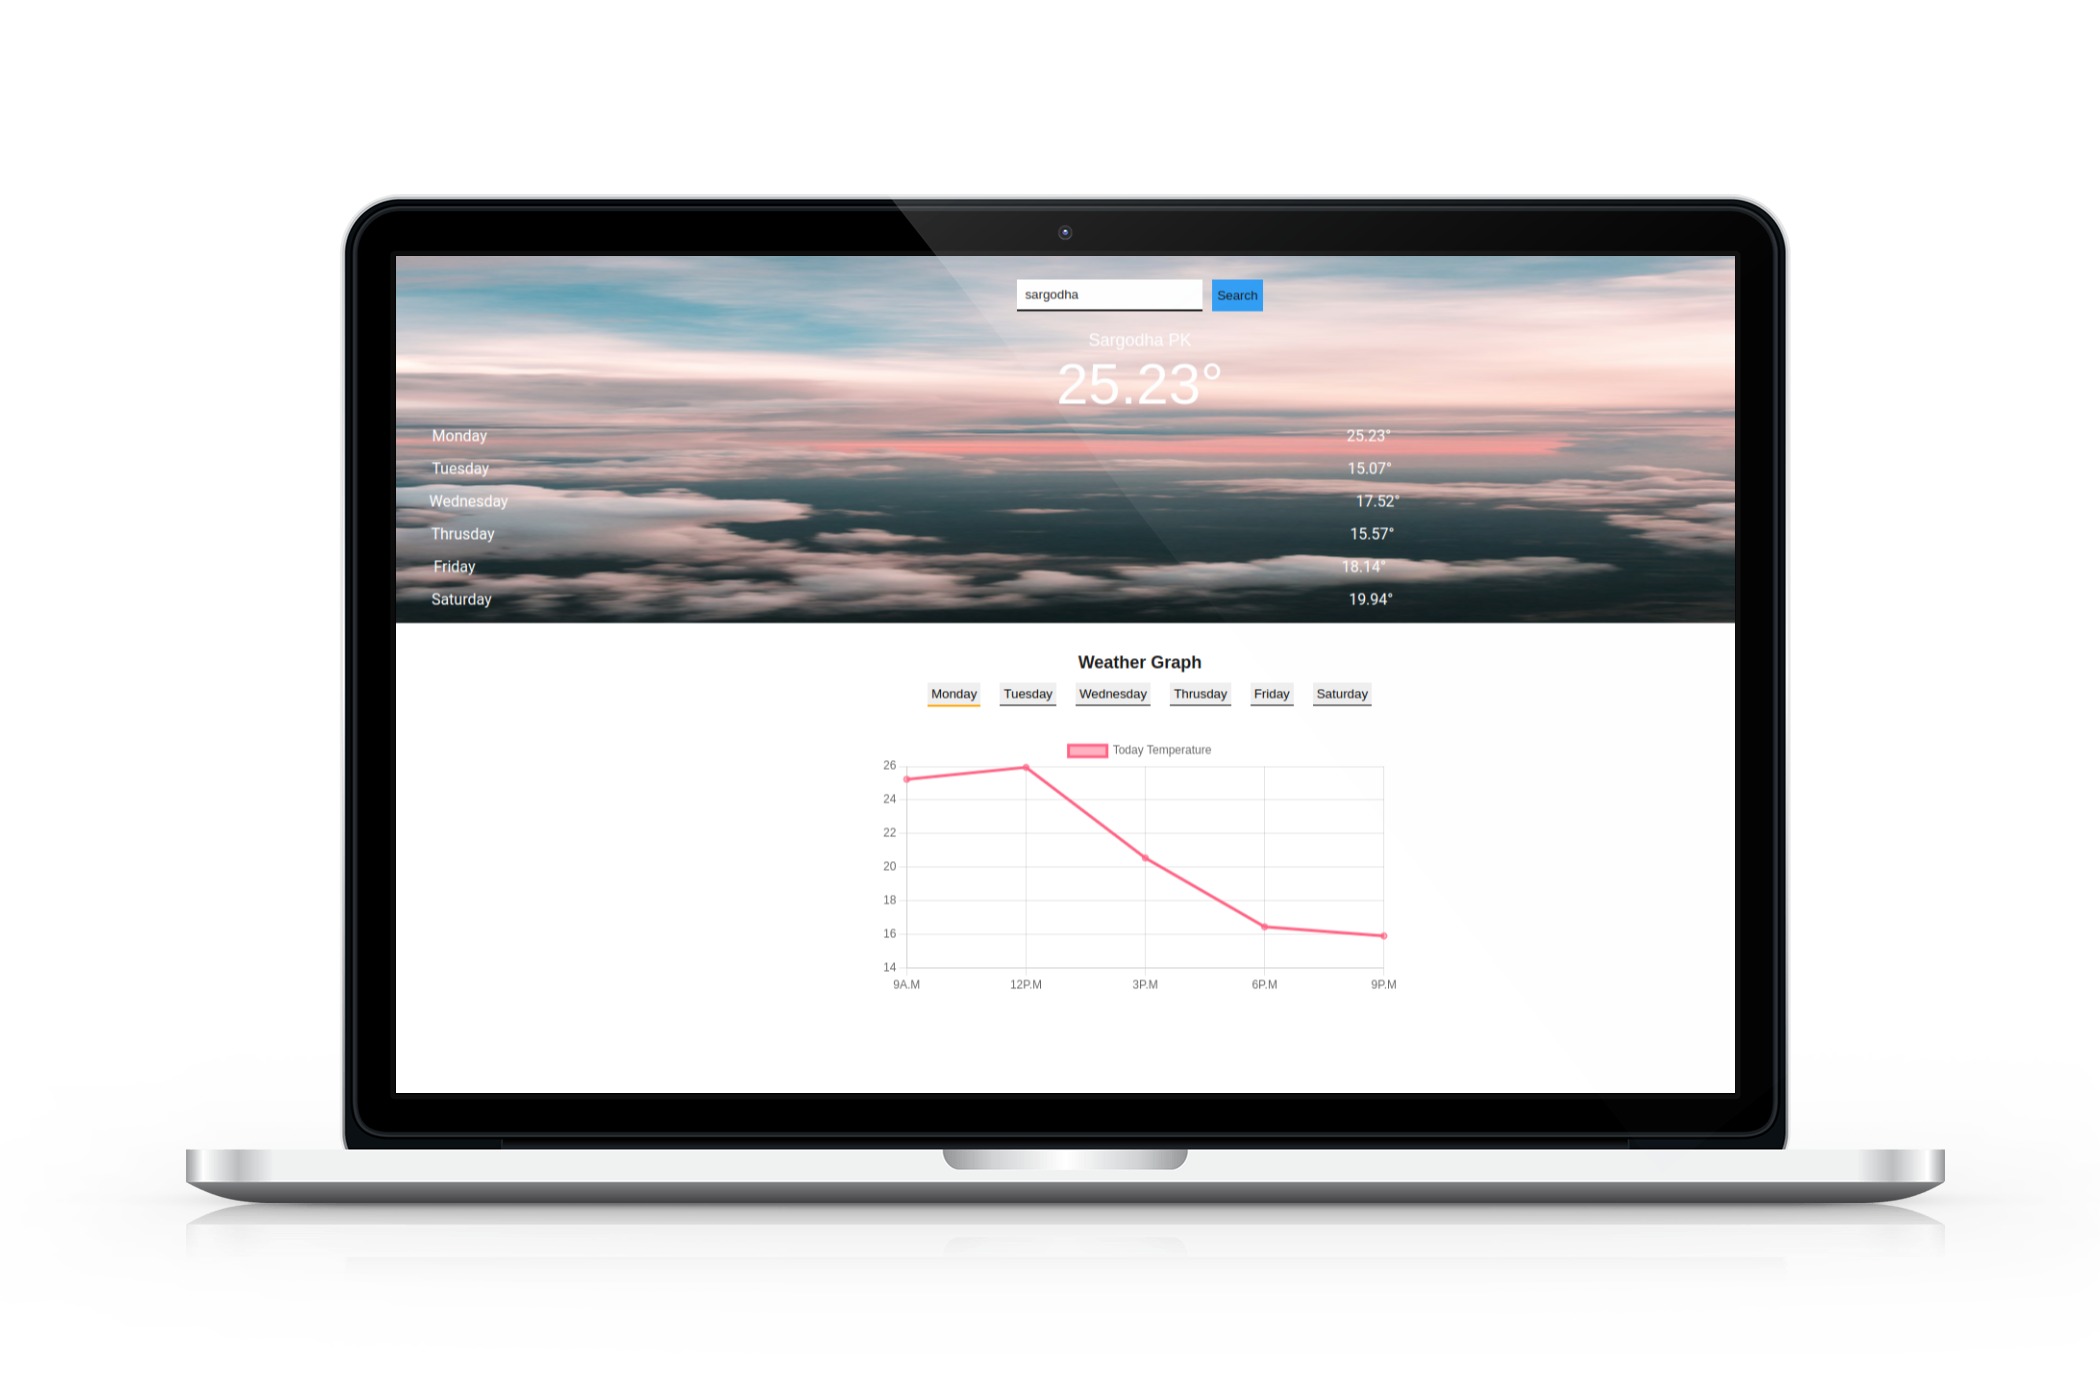 sargodha Search
Sargodha PK
25.23°
Monday 25.23°
Tuesday 15.07°
Wednesday 17.52°
Thrusday 15.57°
Friday 18.14°
Saturday 19.94°
Weather Graph
Monday Tuesday Wednesday Thrusday Friday Saturday
Today Temperature
26
24
22
20
18
16
14
9A.M 12P.M 3P.M 6P.M 9P.M